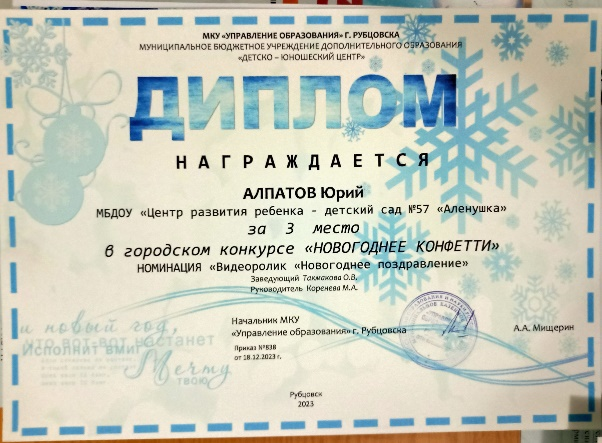 МКУ «УПРАВЛЕНИЕ ОБРАЗОВАНИЯ» Г. РУБЦОВСКА
МУНИЦИПАЛЬНОЕ БЮДЖЕТНОЕ УЧРЕЖДЕНИЕ ДОПОЛНИТЕЛЬНОГО ОБРАЗОВАНИЯ
«ДЕТСКО – ЮНОШЕСКИЙ ЦЕНТР»
ДИПЛОМ
НАГРАЖДАЕТСЯ
АЛПАТОВ Юрий
МБДОУ «Центр развития ребенка - детский сад №57 «Аленушка»
за 3 место
в городском конкурсе «НОВОГОДНЕЕ КОНФЕТТИ»
НОМИНАЦИЯ «Видеоролик «Новогоднее поздравление»
Заведующий Такмакова О.В.
Руководитель Коренева М.А.
Начальник МКУ
«Управление образования» г. Рубцовска
А.А. Мищерин
Приказ №838
от 18.12.2023 г.
и новый год,
что вот-вот настанет
Исполнит вмиг
Мечту
твою
Рубцовск
2023